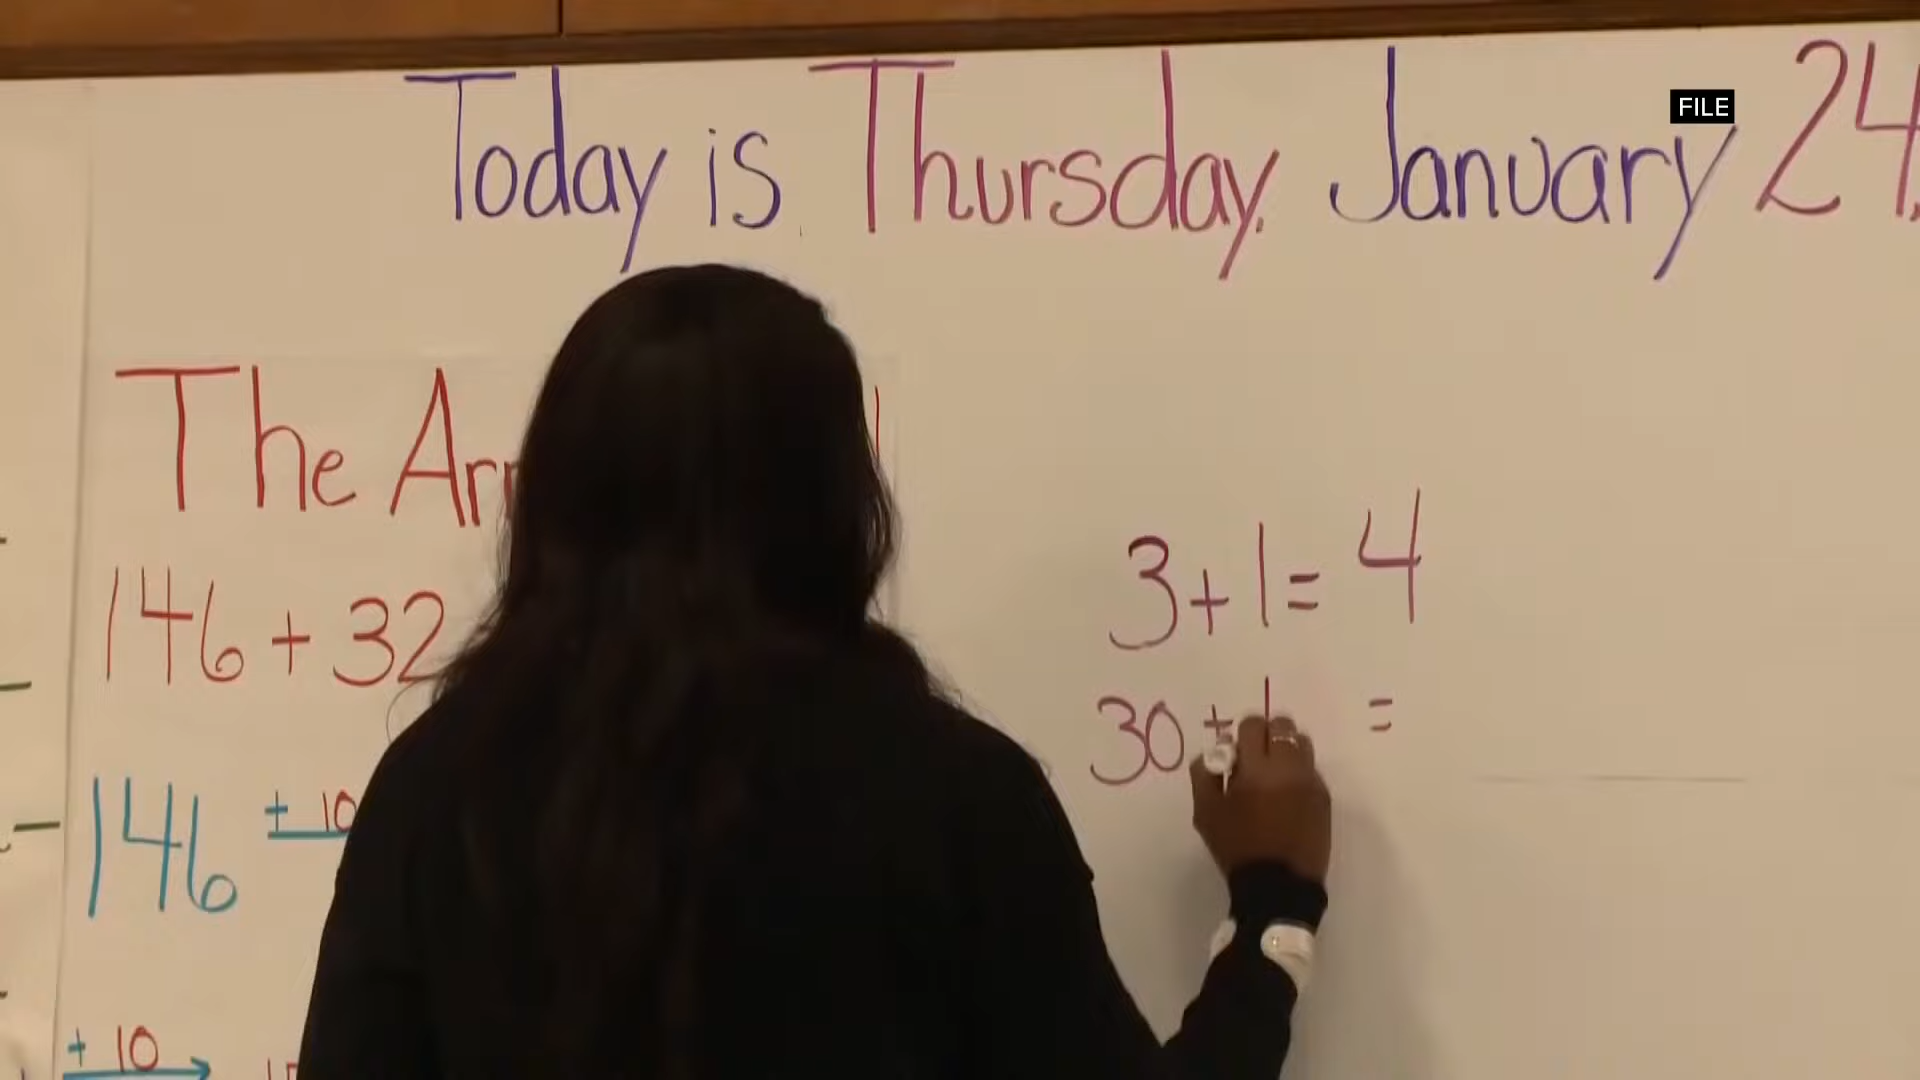 Today is Thursday, January 24,
FILE
The Arr
146 + 32
146 + 10
+ 10
3 + 1 = 4
30 + 1 =